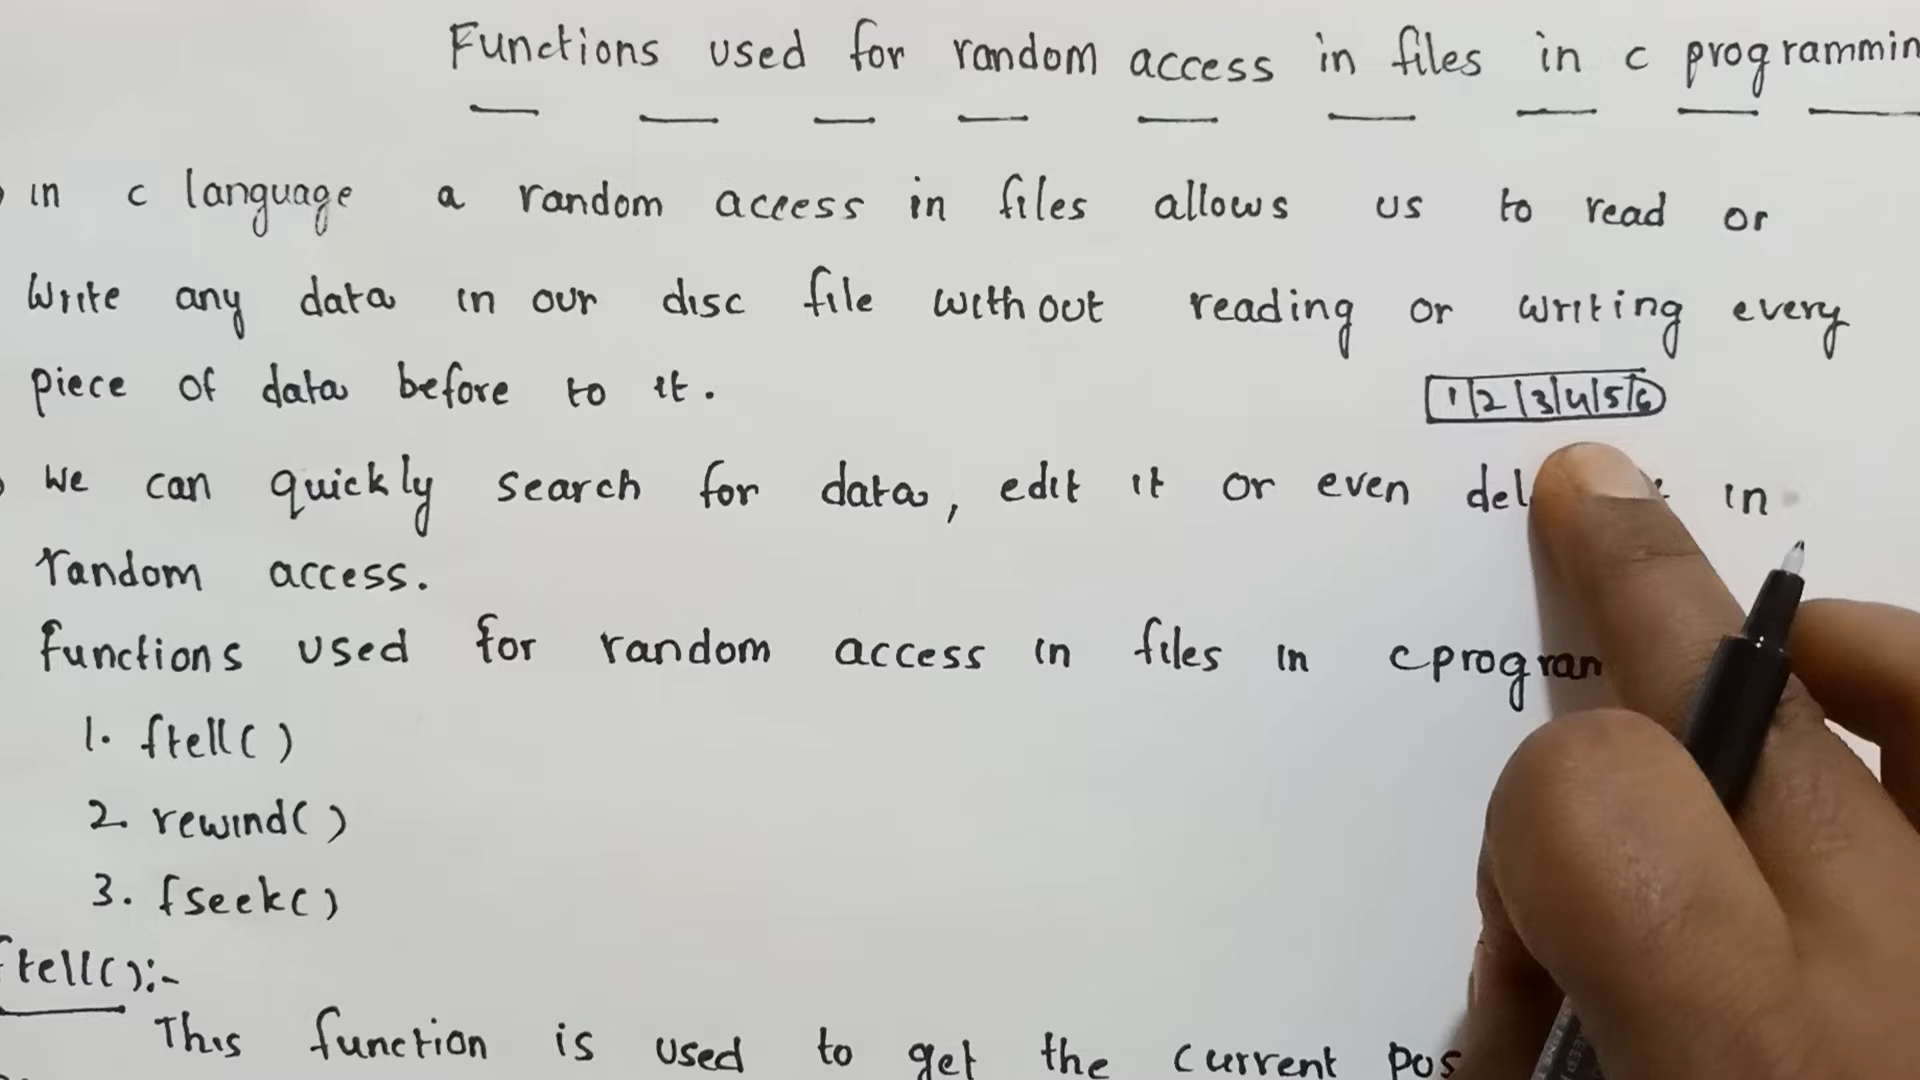 Functions used for random access in files in c programmin
in c language a random access in files allows us to read or
Write any data in our disc file without reading or writing every
piece of data before to it.
1 2 3 4 5 6
We can quickly search for data, edit it or even del in
random access.
functions used for random access in files in cprogram
1. ftell( )
2. rewind( )
3. fseek( )
ftell():-
This function is used to get the current pos